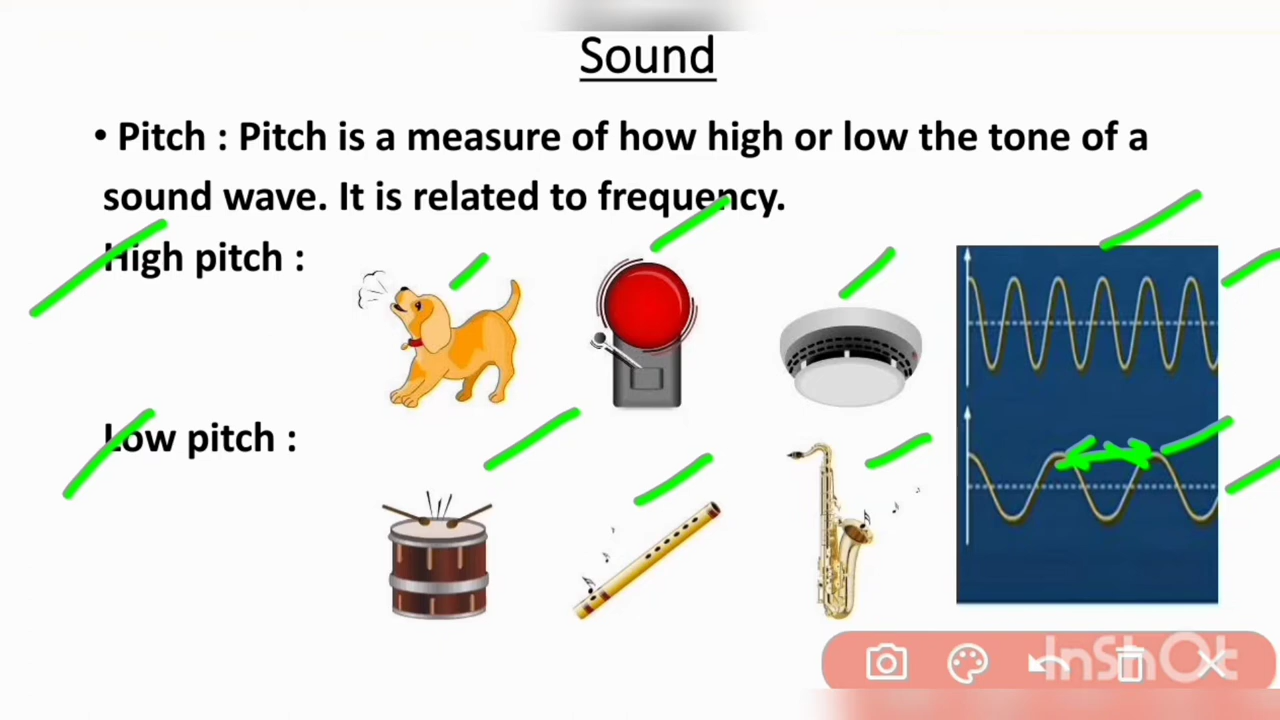 Sound
• Pitch : Pitch is a measure of how high or low the tone of a
sound wave. It is related to frequency.
High pitch :
Low pitch :
InShOt